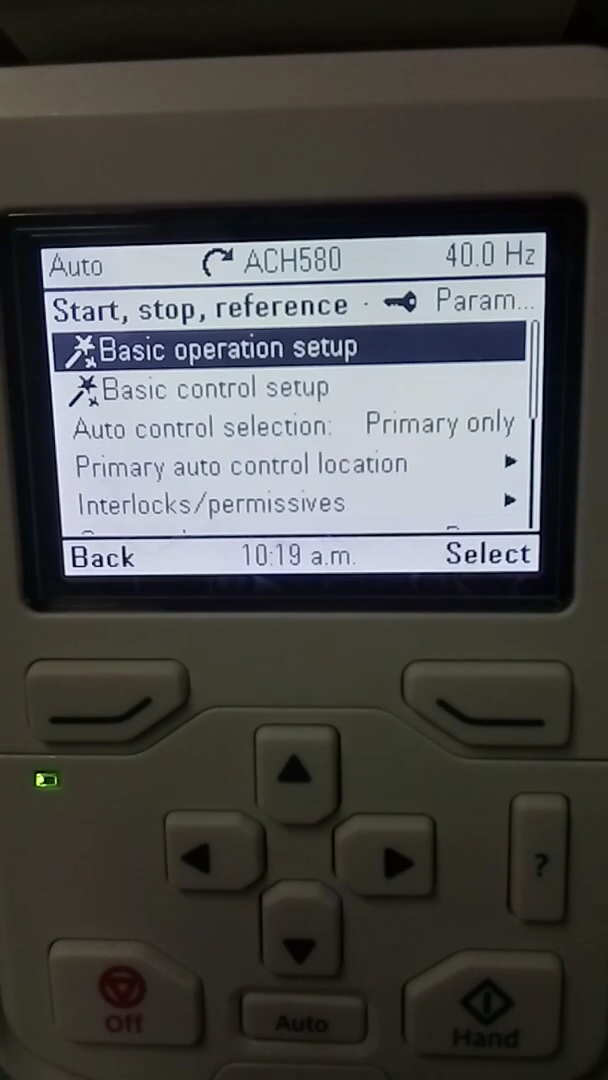 Auto ACH580 40.0 Hz
Start, stop, reference · Param...
Basic operation setup
Basic control setup
Auto control selection: Primary only
Primary auto control location
Interlocks/permissives
Back 10:19 a.m. Select
?
Off Auto Hand